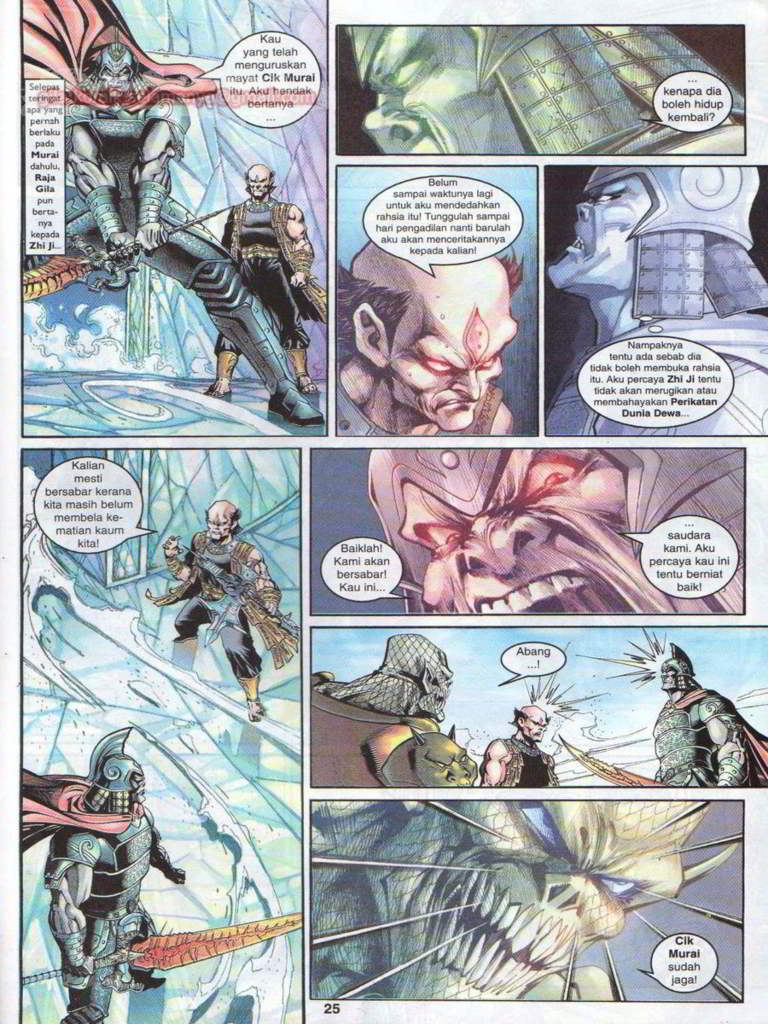 Selepas
teringat
apa yang
pernah
berlaku
pada
Murai
dahulu,
Raja
Gila
pun
berta-
nya
kepada
Zhi Ji...
Kau
yang telah
menguruskan
mayat Cik Murai
itu. Aku hendak
bertanya
...
...
kenapa dia
boleh hidup
kembali?
Belum
sampai waktunya lagi
untuk aku mendedahkan
rahsia itu! Tunggulah sampai
hari pengadilan nanti barulah
aku akan menceritakannya
kepada kalian!
Nampaknya
tentu ada sebab dia
tidak boleh membuka rahsia
itu. Aku percaya Zhi Ji tentu
tidak akan merugikan atau
membahayakan Perikatan
Dunia Dewa...
Kalian
mesti
bersabar kerana
kita masih belum
membela ke-
matian kaum
kita!
Baiklah!
Kami akan
bersabar!
Kau ini...
...
saudara
kami. Aku
percaya kau ini
tentu berniat
baik!
Abang
...!
Cik
Murai
sudah
jaga!
25